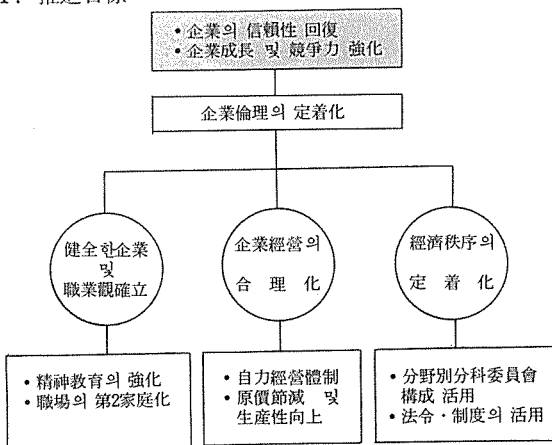 1. 推進目標
• 企業의 信賴性 回復
• 企業成長 및 競爭力 强化
企業倫理의 定着化
健全한企業
및
職業觀確立
企業經營의
合 理 化
經濟秩序의
定 着 化
• 精神教育의 强化
• 職場의 第2家庭化
• 自力經營體制
• 原價節減 및
生産性向上
• 分野別分科委員會
構成 活用
• 法令 · 制度의 活用